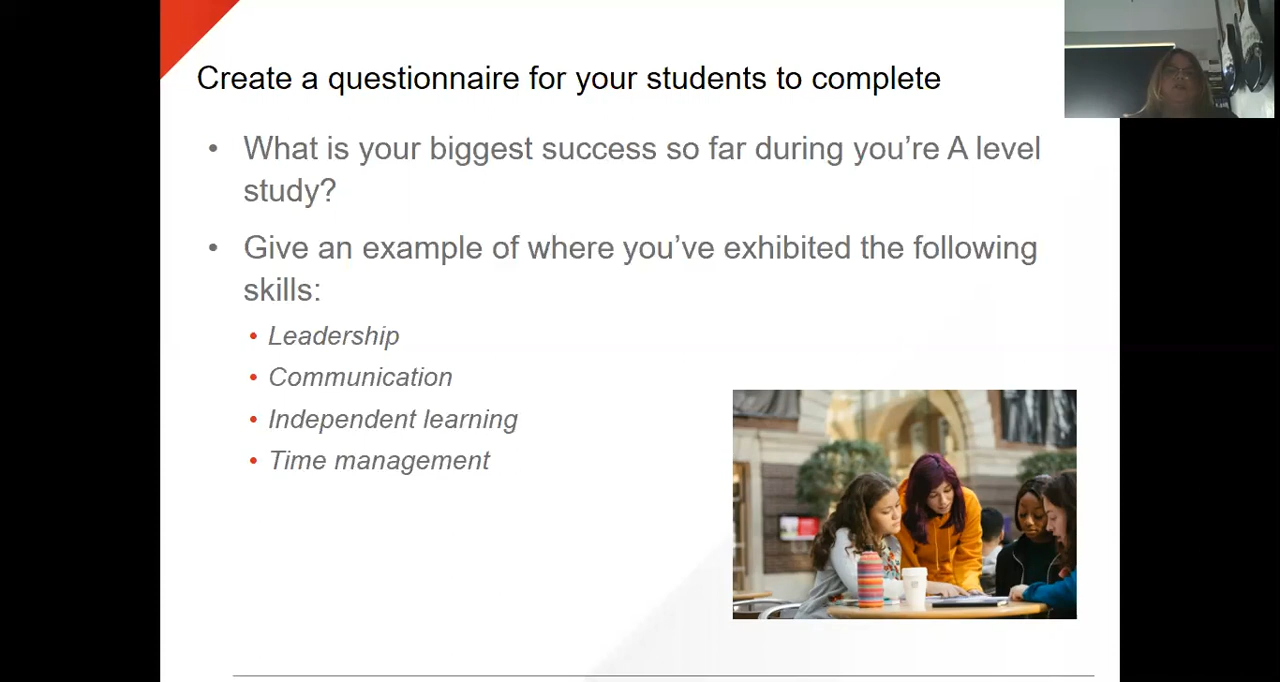 Create a questionnaire for your students to complete
• What is your biggest success so far during you’re A level
study?
• Give an example of where you’ve exhibited the following
skills:
• Leadership
• Communication
• Independent learning
• Time management